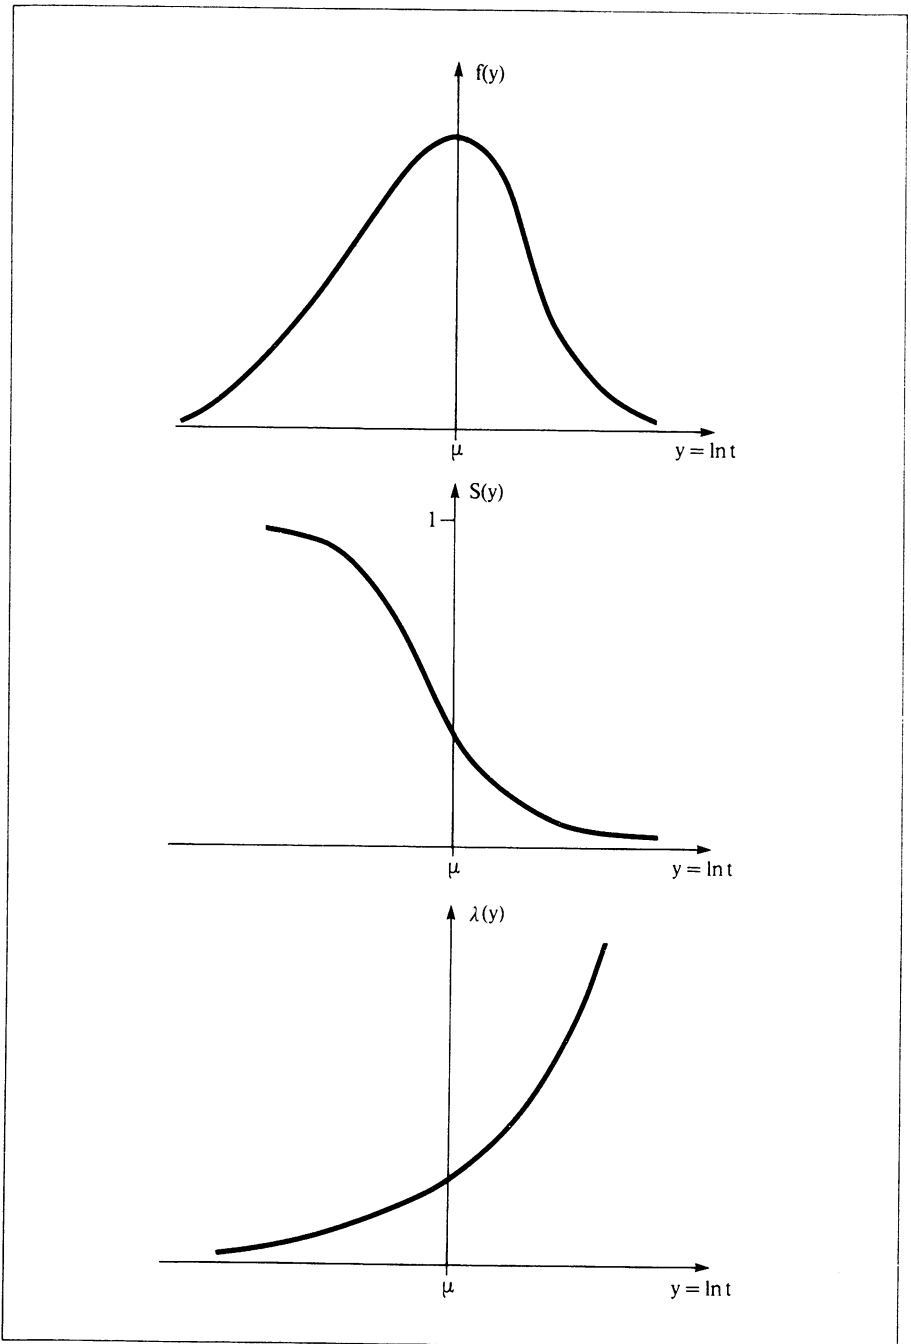 f(y)
μ
y = ln t
S(y)
1
μ
y = ln t
λ(y)
μ
y = ln t